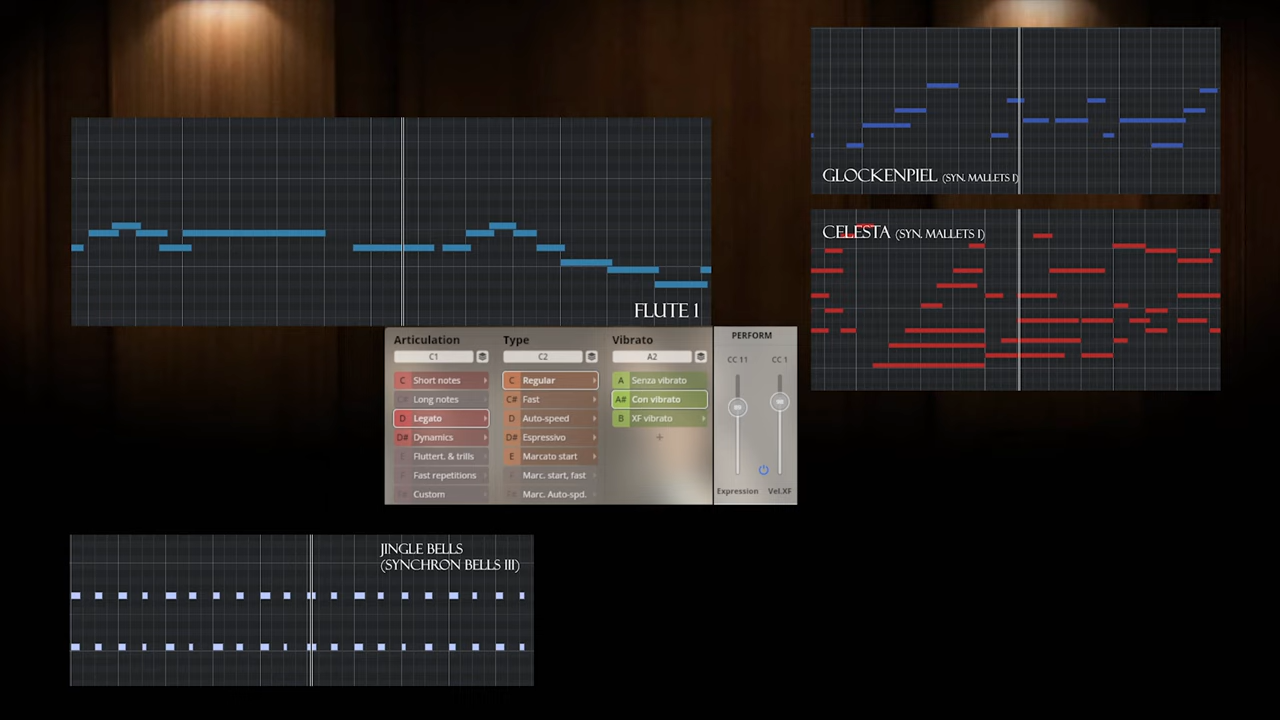 GLOCKENPIEL (SYN. MALLETS I)
CELESTA (SYN. MALLETS I)
FLUTE 1
Articulation Type Vibrato PERFORM
C1 C2 A2 CC 11 CC 1
C Short notes C Regular A Senza vibrato
C# Long notes C# Fast A# Con vibrato
D Legato D Auto-speed B XF vibrato
D# Dynamics D# Espressivo +
E Fluttert. & trills E Marcato start
F Fast repetitions F Marc. start, fast
F# Custom F# Marc. Auto-spd. Expression Vel.XF
JINGLE BELLS
(SYNCHRON BELLS III)